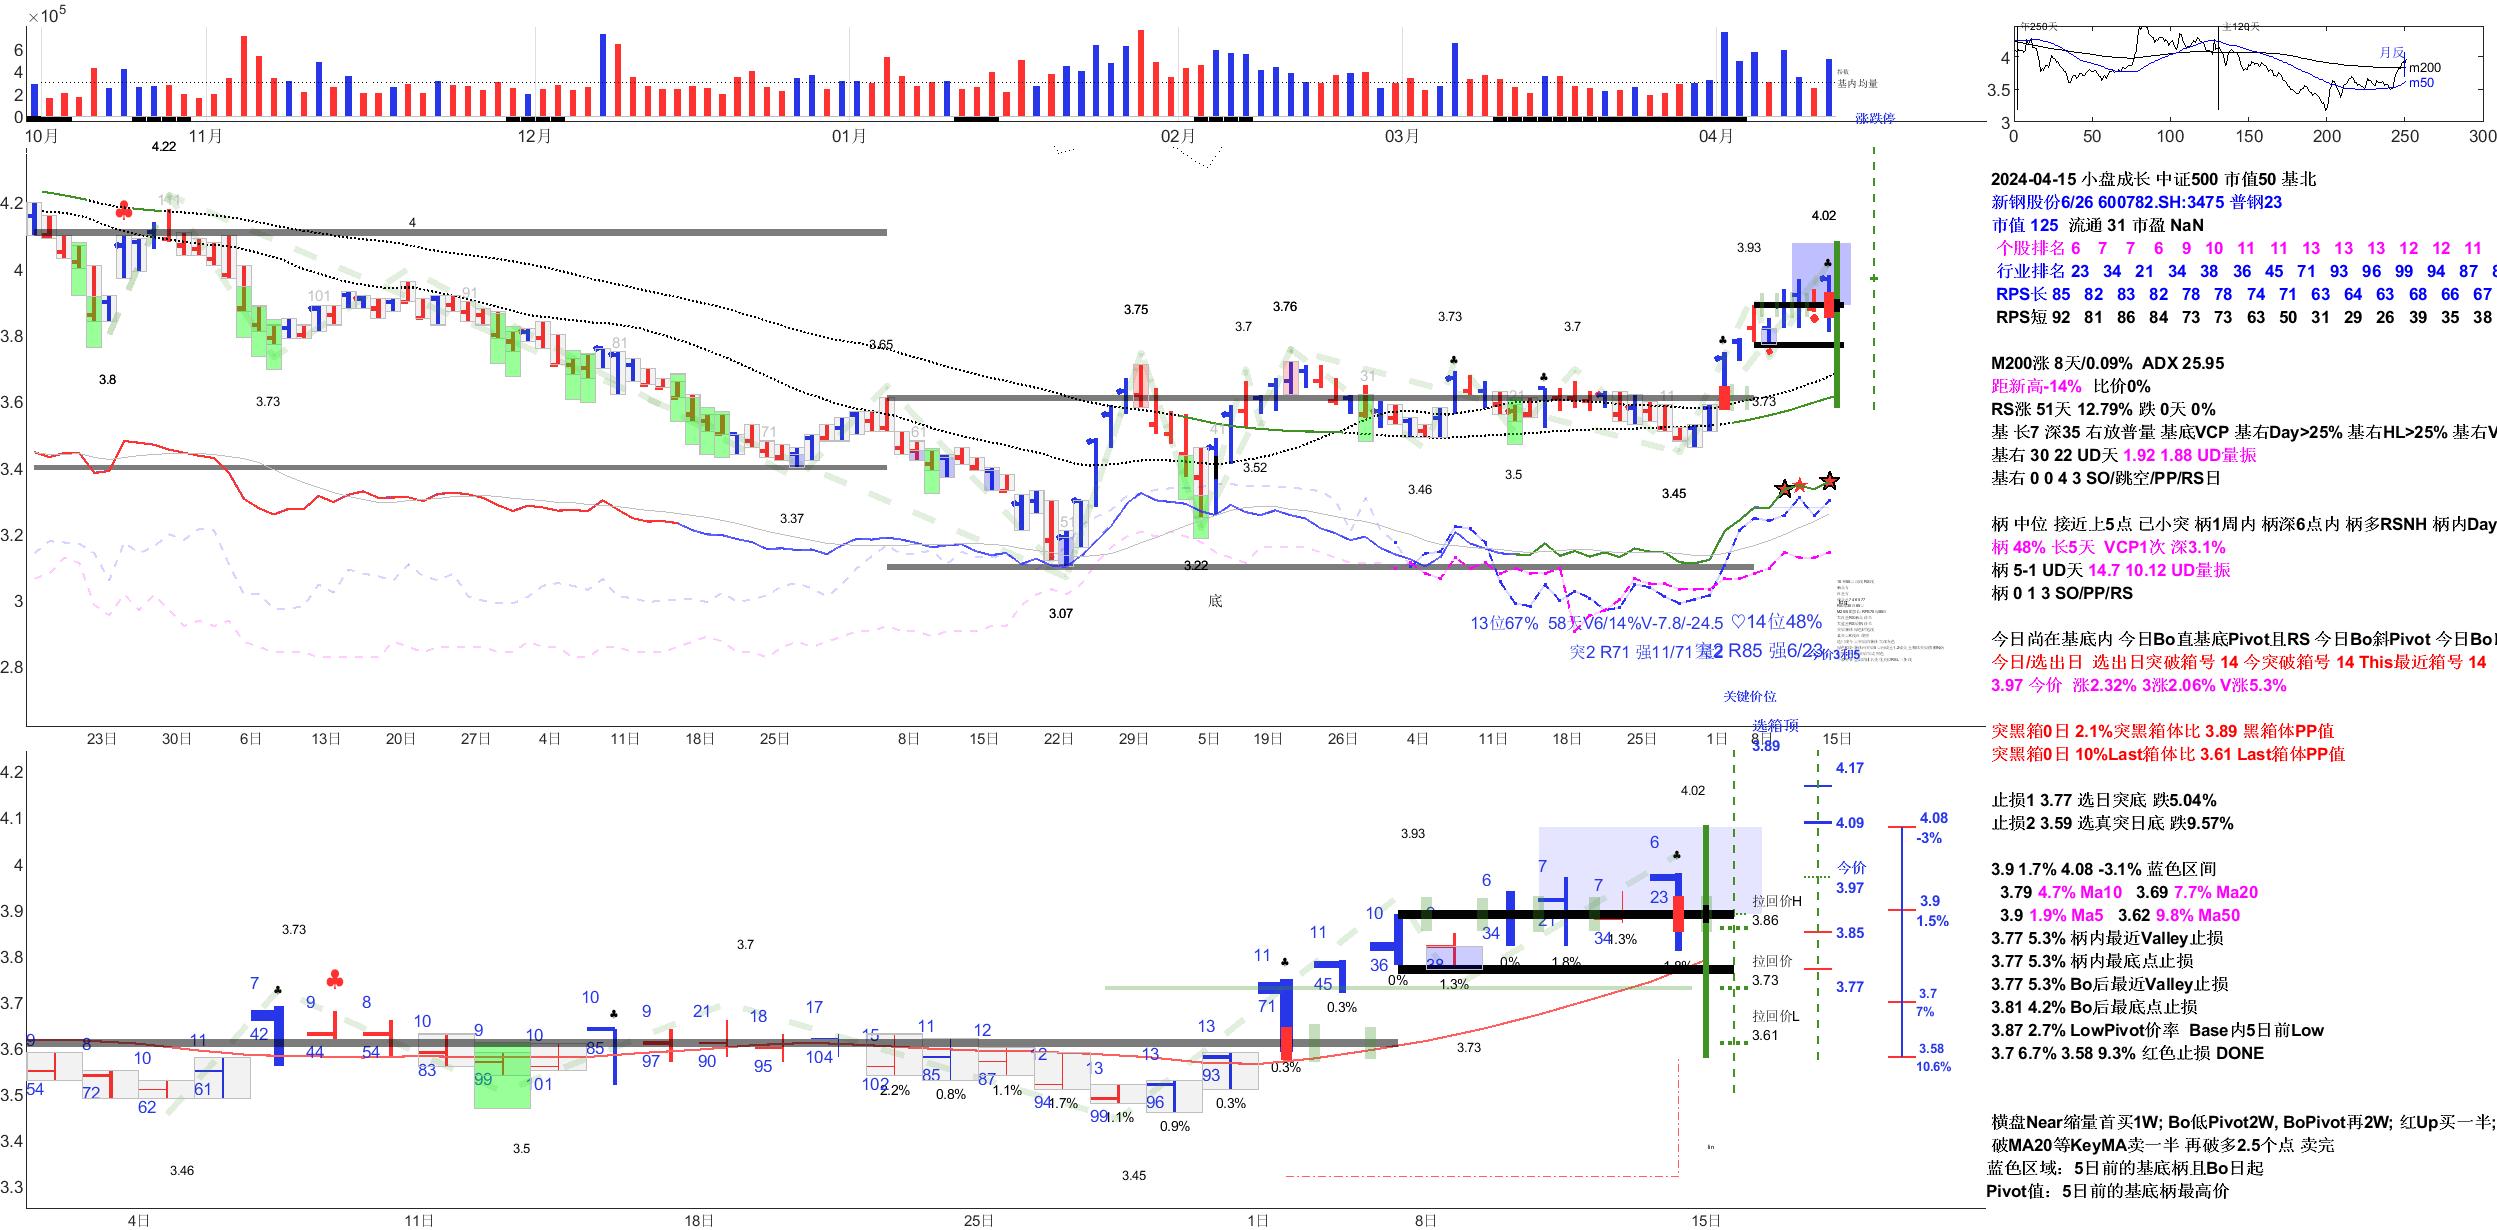 ×10⁵
6
4
2
0
10月 11月 12月 01月 02月 03月 04月
基内均量
涨跌停
年250天 主120天
4
3.5
3
月反
m200
m50
0 50 100 150 200 250 300
4.22
4.2
4
3.8
3.6
3.4
3.2
3
2.8
111
4
101
91
81
71
61
51
41
31
21
11
3.8
3.73
3.65
3.37
3.07
3.75
3.22
3.7
3.52
3.76
3.46
3.73
3.5
3.7
3.45
3.73
3.93
4.02
底
13位67% 58天V6/14%V-7.8/-24.5 ♡14位48%
突2 R71 强11/71
R85 强6/23
关键价位
选箱顶
3.89
23日 30日 6日 13日 20日 27日 4日 11日 18日 25日 8日 15日 22日 29日 5日 19日 26日 4日 11日 18日 25日 1日 8日 15日
4.2
4.1
4
3.9
3.8
3.7
3.6
3.5
3.4
3.3
3.46
3.73
3.5
3.7
3.45
3.73
3.93
4.02
9 8 10 11 7 9 8 10 9 10 10 9 21 18 17 15 11 12 12 13 13 13 11 11 10 9 6 7 7 6
54 72 62 61 42 44 54 83 99 101 85 97 90 95 104 102 85 87 94 99 96 93 71 45 36 38 34 21 34 23
2.2% 0.8% 1.1% 1.7% 1.1% 0.9% 0.3% 0.3% 0.3% 0% 1.3% 0% 1.8% 1.3% 1.8%
拉回价H
3.86
拉回价
3.73
拉回价L
3.61
4.17
4.09
今价
3.97
3.85
3.77
4.08
-3%
3.9
1.5%
3.7
7%
3.58
10.6%
4日 11日 18日 25日 1日 8日 15日
2024-04-15 小盘成长 中证500 市值50 基北
新钢股份6/26 600782.SH:3475 普钢23
市值 125 流通 31 市盈 NaN
个股排名 6 7 7 6 9 10 11 11 13 13 13 12 12 11
行业排名 23 34 21 34 38 36 45 71 93 96 99 94 87
RPS长 85 82 83 82 78 78 74 71 63 64 63 68 66 67
RPS短 92 81 86 84 73 73 63 50 31 29 26 39 35 38
M200涨 8天/0.09% ADX 25.95
距新高-14% 比价0%
RS涨 51天 12.79% 跌 0天 0%
基 长7 深35 右放普量 基底VCP 基右Day>25% 基右HL>25% 基右V
基右 30 22 UD天 1.92 1.88 UD量振
基右 0 0 4 3 SO/跳空/PP/RS日
柄 中位 接近上5点 已小突 柄1周内 柄深6点内 柄多RSNH 柄内Day
柄 48% 长5天 VCP1次 深3.1%
柄 5-1 UD天 14.7 10.12 UD量振
柄 0 1 3 SO/PP/RS
今日尚在基底内 今日Bo直基底Pivot且RS 今日Bo斜Pivot 今日Bo
今日/选出日 选出日突破箱号 14 今突破箱号 14 This最近箱号 14
3.97 今价 涨2.32% 3涨2.06% V涨5.3%
突黑箱0日 2.1%突黑箱体比 3.89 黑箱体PP值
突黑箱0日 10%Last箱体比 3.61 Last箱体PP值
止损1 3.77 选日突底 跌5.04%
止损2 3.59 选真突日底 跌9.57%
3.9 1.7% 4.08 -3.1% 蓝色区间
3.79 4.7% Ma10 3.69 7.7% Ma20
3.9 1.9% Ma5 3.62 9.8% Ma50
3.77 5.3% 柄内最近Valley止损
3.77 5.3% 柄内最底点止损
3.77 5.3% Bo后最近Valley止损
3.81 4.2% Bo后最底点止损
3.87 2.7% LowPivot价率 Base内5日前Low
3.7 6.7% 3.58 9.3% 红色止损 DONE
横盘Near缩量首买1W; Bo低Pivot2W, BoPivot再2W; 红Up买一半;
破MA20等KeyMA卖一半 再破多2.5个点 卖完
蓝色区域：5日前的基底柄且Bo日起
Pivot值：5日前的基底柄最高价